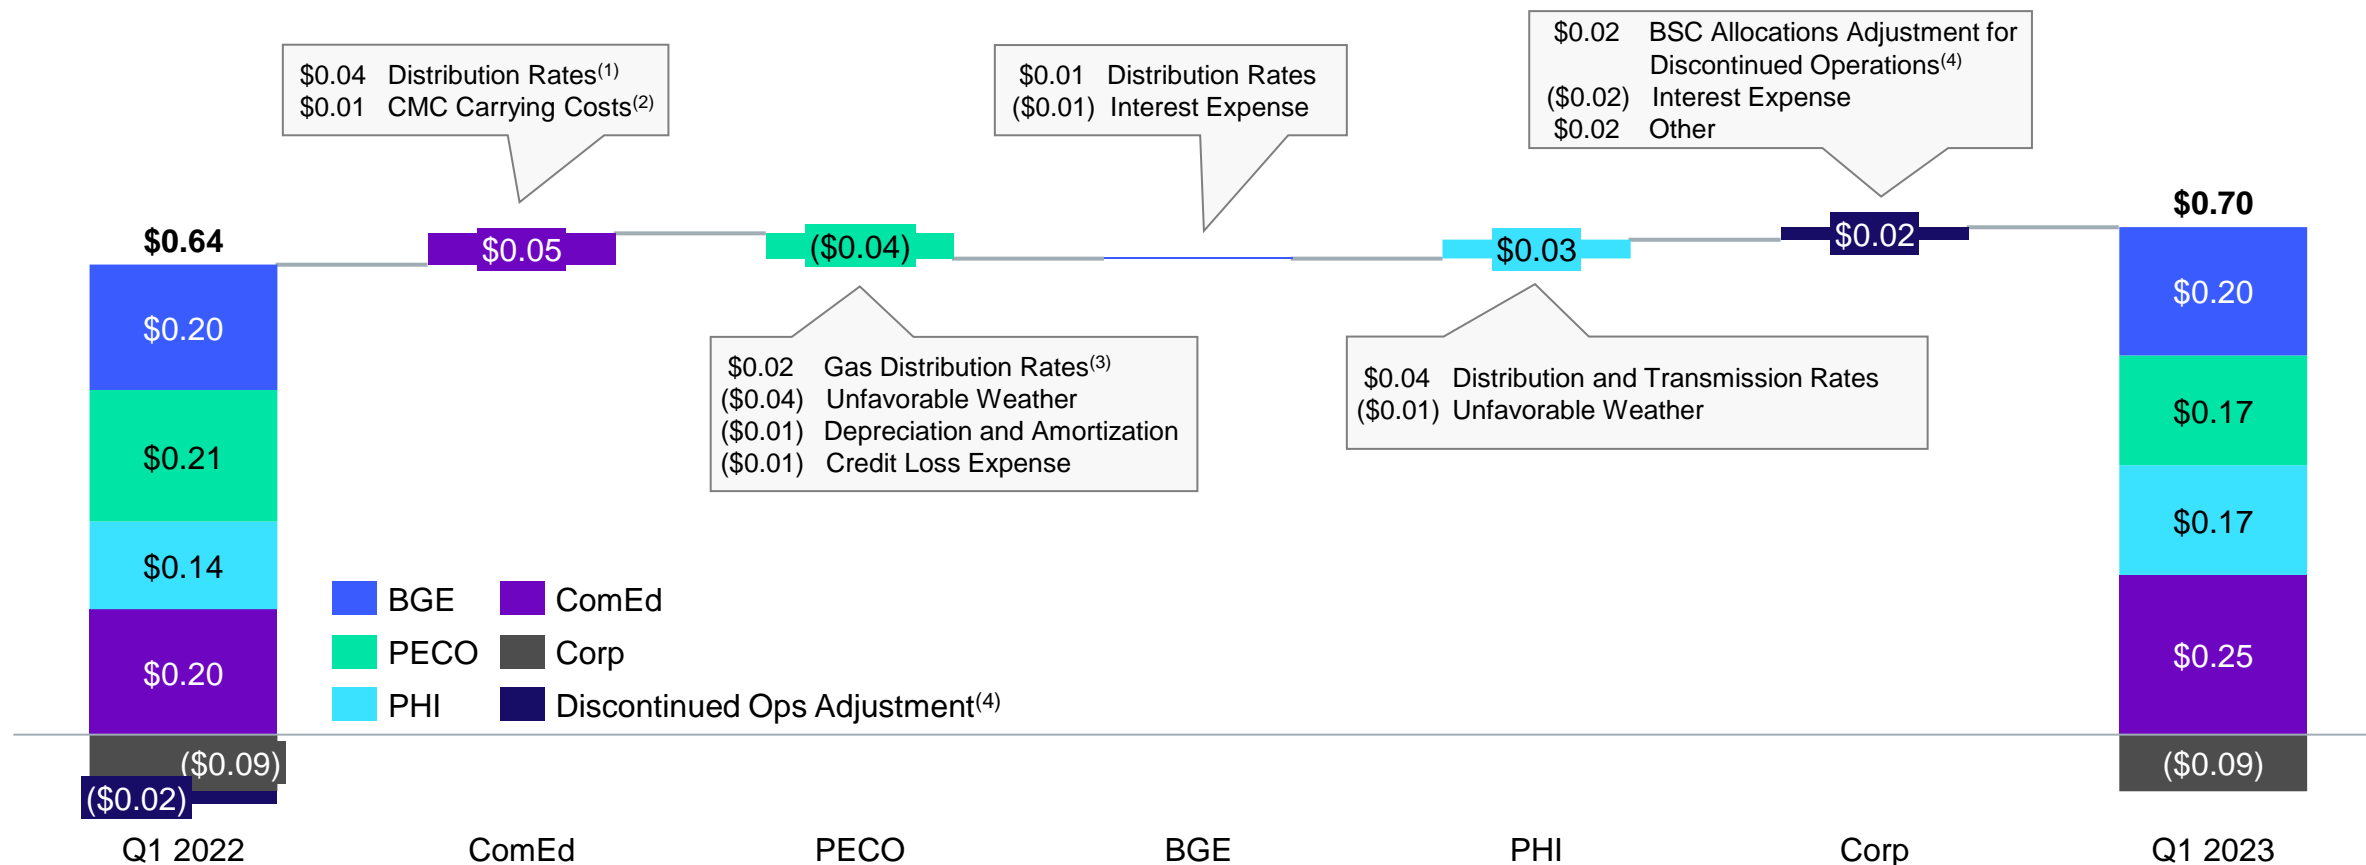 $0.04 Distribution Rates(1)
$0.01 CMC Carrying Costs(2)
$0.01 Distribution Rates
($0.01) Interest Expense
$0.02 BSC Allocations Adjustment for
Discontinued Operations(4)
($0.02) Interest Expense
$0.02 Other
$0.64
$0.05
($0.04)
$0.03
$0.02
$0.70
$0.20
$0.21
$0.14
$0.20
($0.09)
($0.02)
$0.02 Gas Distribution Rates(3)
($0.04) Unfavorable Weather
($0.01) Depreciation and Amortization
($0.01) Credit Loss Expense
$0.04 Distribution and Transmission Rates
($0.01) Unfavorable Weather
$0.20
$0.17
$0.17
$0.25
($0.09)
BGE ComEd
PECO Corp
PHI Discontinued Ops Adjustment(4)
Q1 2022 ComEd PECO BGE PHI Corp Q1 2023